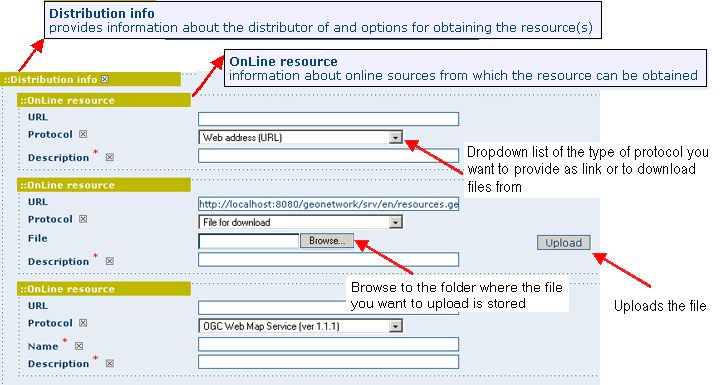 Distribution info
provides information about the distributor of and options for obtaining the resource(s)
OnLine resource
information about online sources from which the resource can be obtained
::Distribution info
::OnLine resource
URL
Protocol Web address (URL)
Description *
Dropdown list of the type of protocol you
want to provide as link or to download
files from
::OnLine resource
URL http://localhost:8080/geonetwork/srv/en/resources.ge
Protocol File for download
File Browse... Upload
Description *
Browse to the folder where the file
you want to upload is stored
Uploads the file
::OnLine resource
URL
Protocol OGC Web Map Service (ver 1.1.1)
Name *
Description *